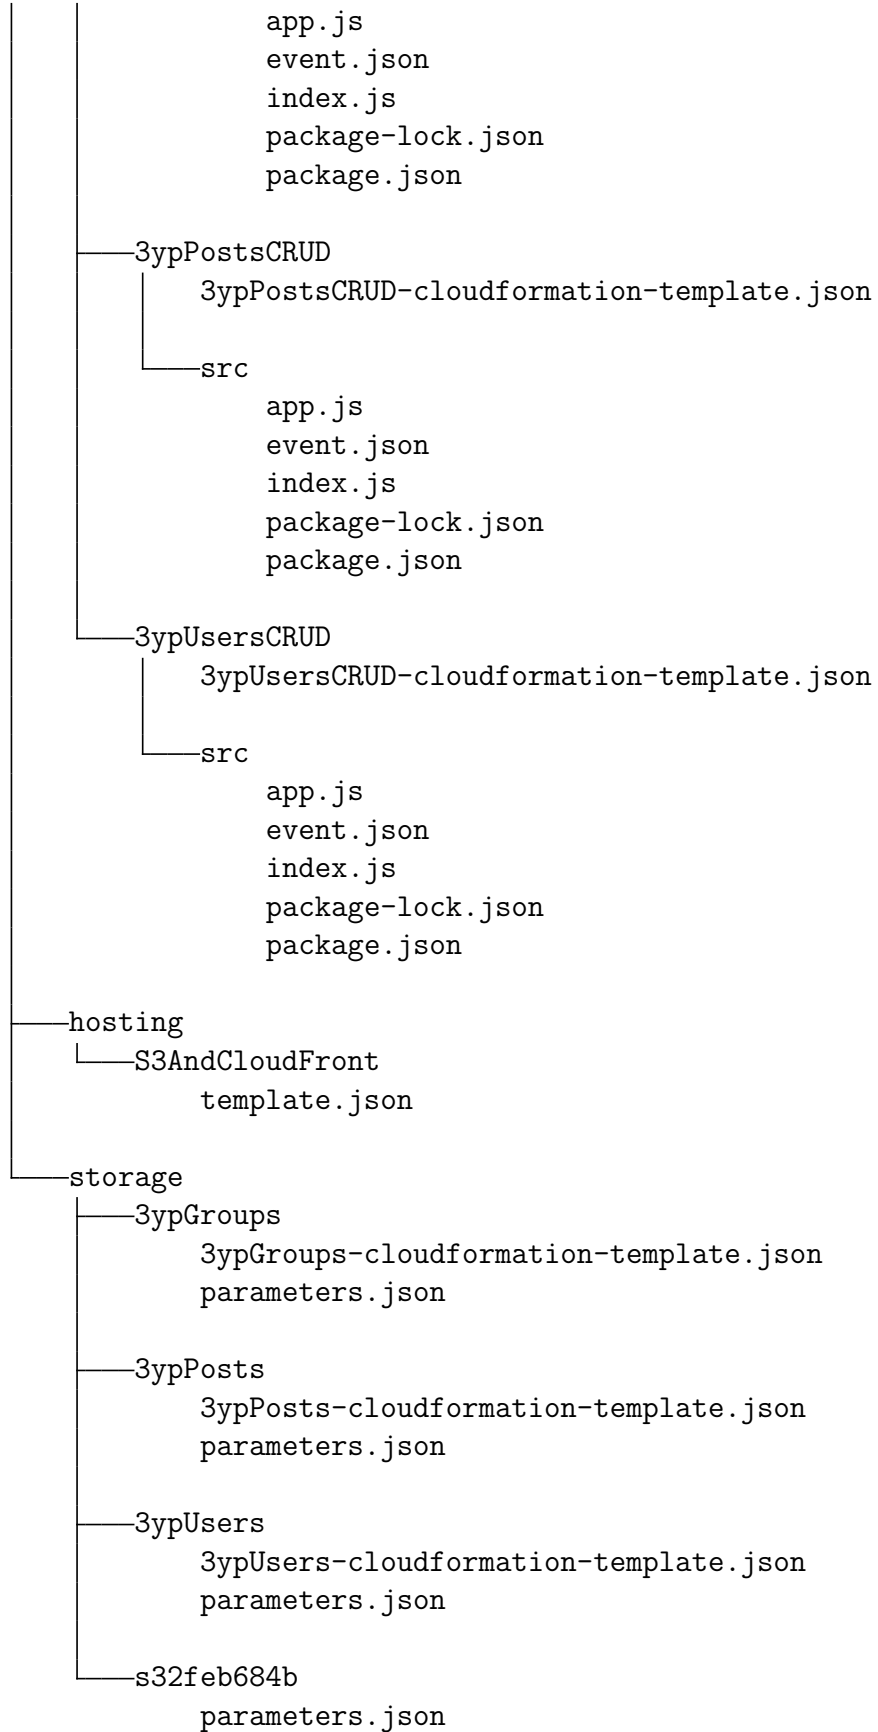 app.js
event.json
index.js
package-lock.json
package.json
3ypPostsCRUD
3ypPostsCRUD-cloudformation-template.json
src
app.js
event.json
index.js
package-lock.json
package.json
3ypUsersCRUD
3ypUsersCRUD-cloudformation-template.json
src
app.js
event.json
index.js
package-lock.json
package.json
hosting
S3AndCloudFront
template.json
storage
3ypGroups
3ypGroups-cloudformation-template.json
parameters.json
3ypPosts
3ypPosts-cloudformation-template.json
parameters.json
3ypUsers
3ypUsers-cloudformation-template.json
parameters.json
s32feb684b
parameters.json